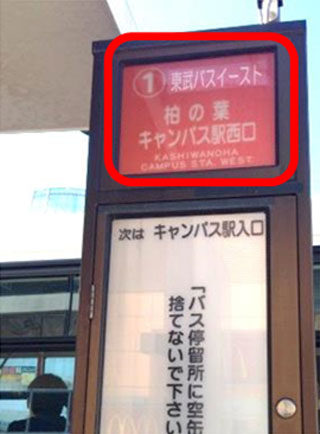 ① 東武バスイースト
柏の葉
キャンパス駅西口
KASHIWANOHA
CAMPUS STA. WEST
次は キャンパス駅入口
「バス停留所に空缶
捨てないで下さい